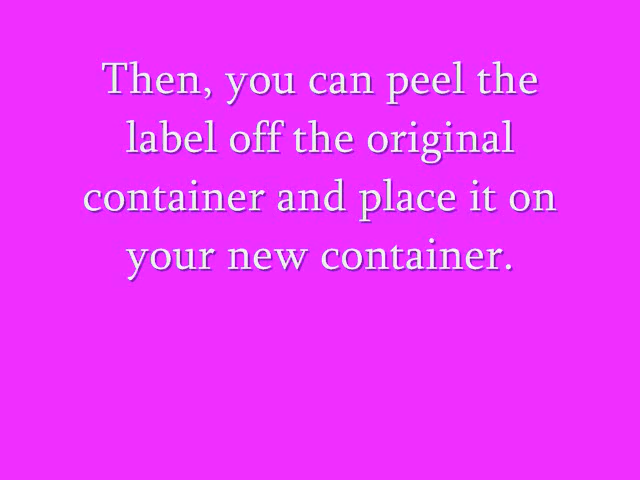 Then, you can peel the
label off the original
container and place it on
your new container.